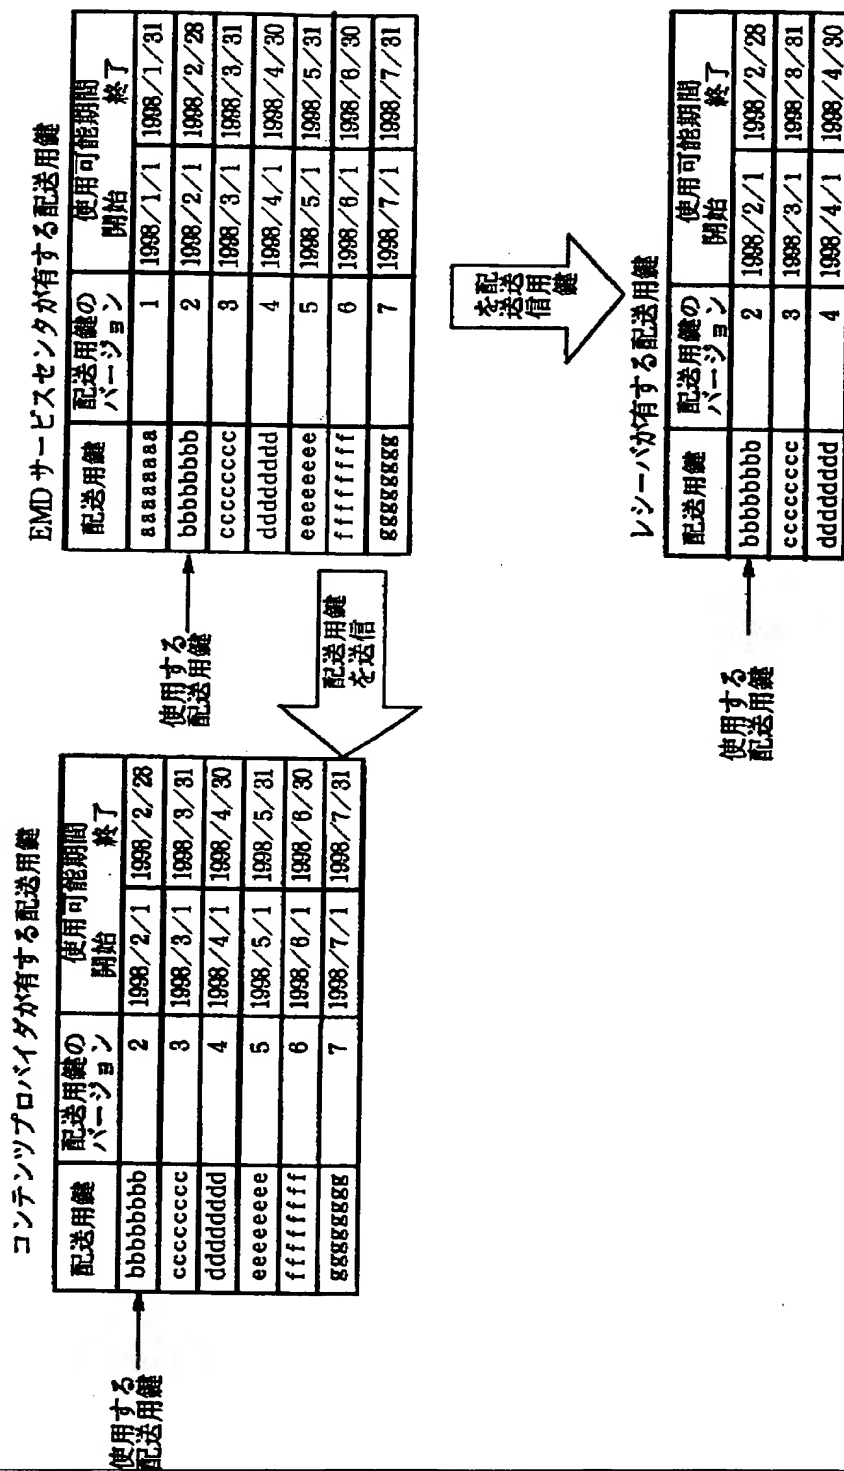 コンテンツプロバイダが有する配送用鍵
配送用鍵 配送用鍵の
バージョン 使用可能期間
開始 終了
使用する
配送用鍵
bbbbbbbb 2 1998/2/1 1998/2/28
cccccccc 3 1998/3/1 1998/3/31
dddddddd 4 1998/4/1 1998/4/30
eeeeeeee 5 1998/5/1 1998/5/31
ffffffff 6 1998/6/1 1998/6/30
gggggggg 7 1998/7/1 1998/7/31
EMDサービスセンタが有する配送用鍵
配送用鍵 配送用鍵の
バージョン 使用可能期間
開始 終了
aaaaaaaa 1 1998/1/1 1998/1/31
使用する
配送用鍵
bbbbbbbb 2 1998/2/1 1998/2/28
cccccccc 3 1998/3/1 1998/3/31
dddddddd 4 1998/4/1 1998/4/30
eeeeeeee 5 1998/5/1 1998/5/31
ffffffff 6 1998/6/1 1998/6/30
gggggggg 7 1998/7/1 1998/7/31
配送用鍵
を送信
配送用鍵
を送信
レシーバが有する配送用鍵
配送用鍵 配送用鍵の
バージョン 使用可能期間
開始 終了
使用する
配送用鍵
bbbbbbbb 2 1998/2/1 1998/2/28
cccccccc 3 1998/3/1 1998/3/31
dddddddd 4 1998/4/1 1998/4/30